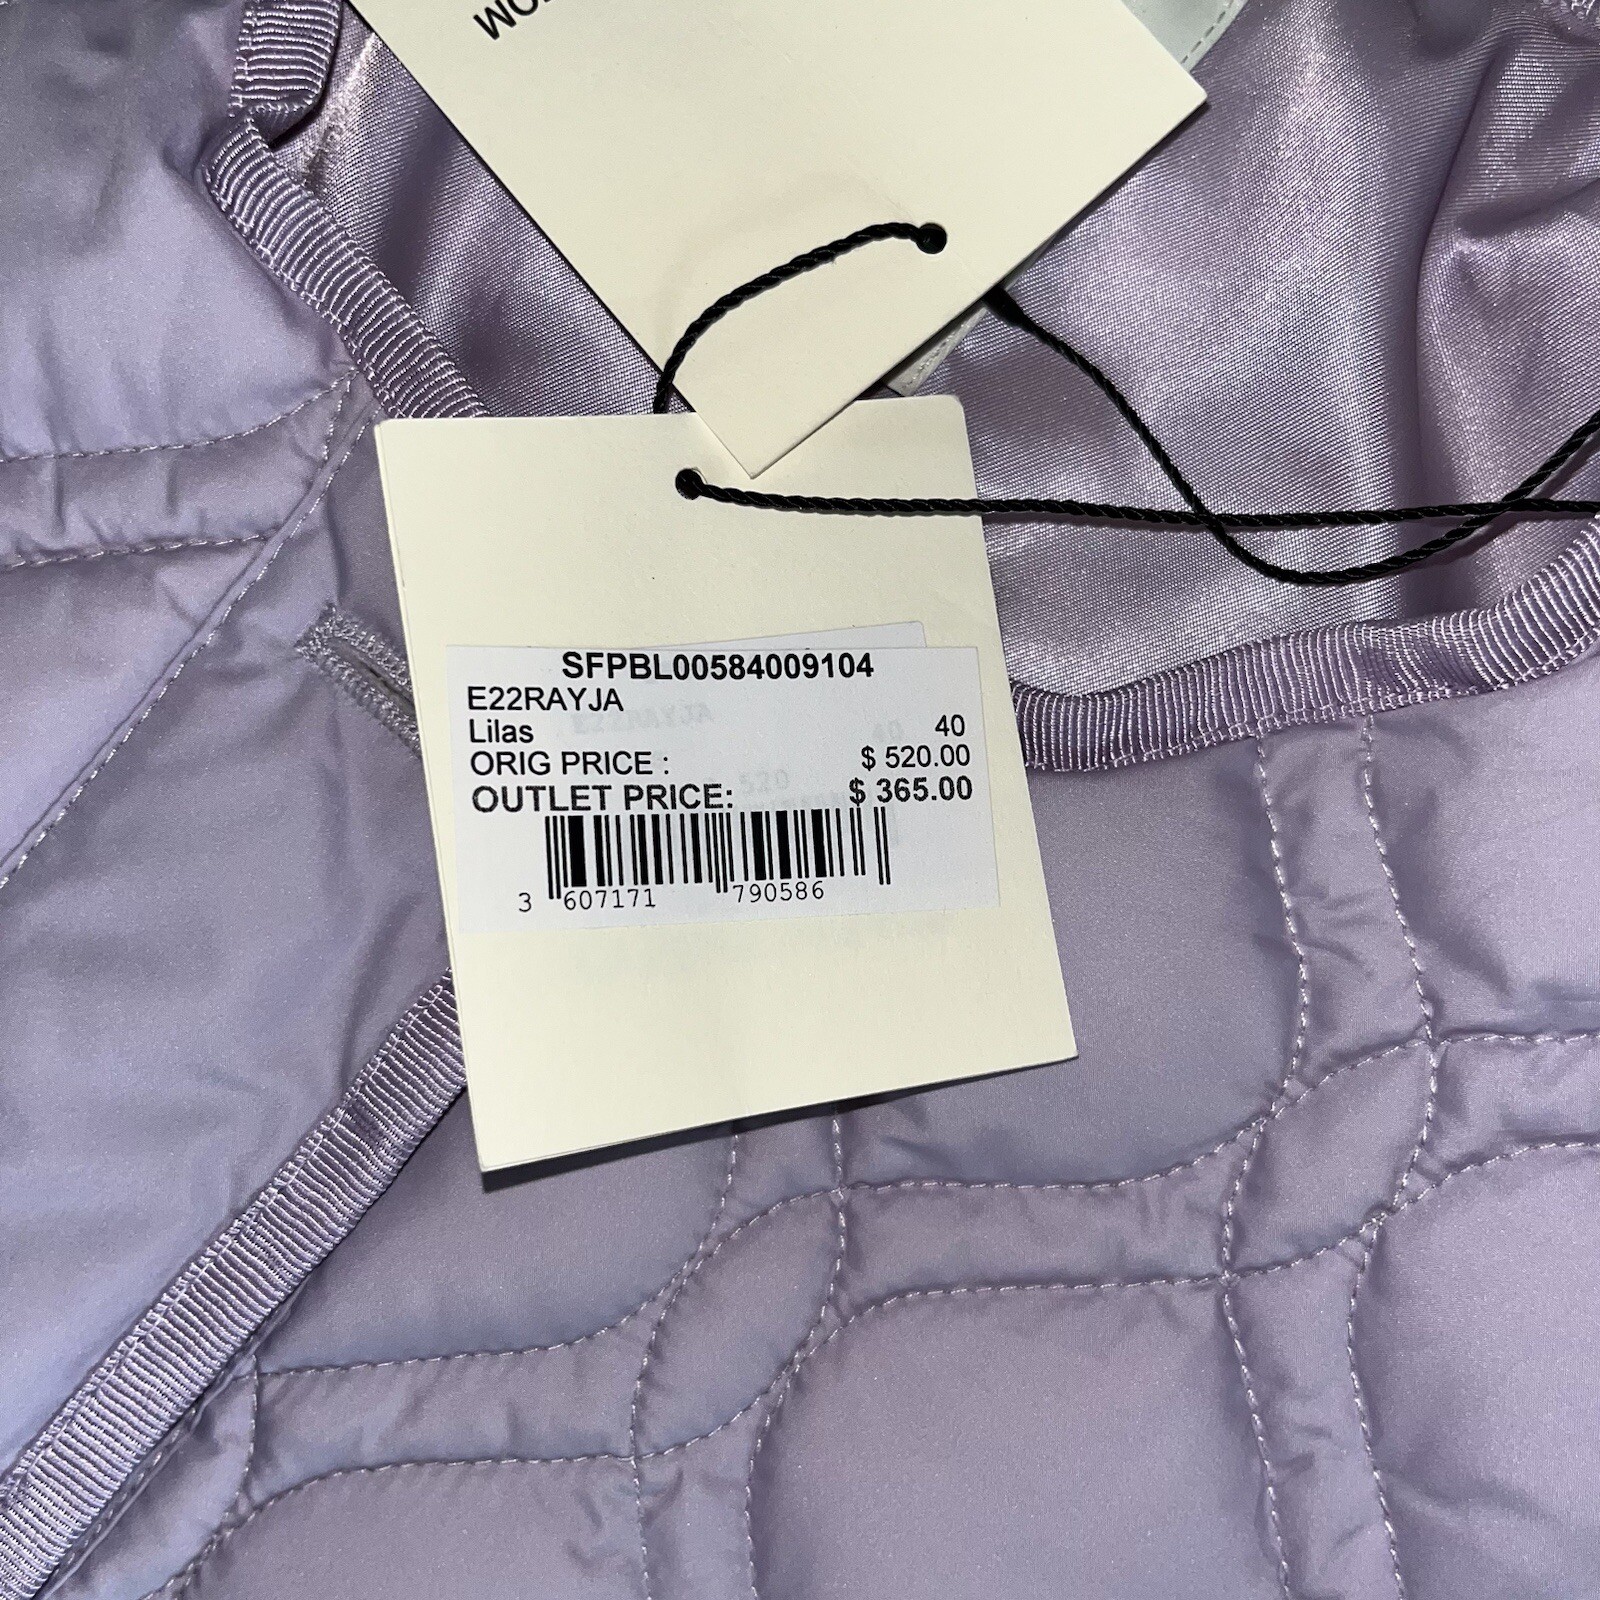 SFPBL00584009104
E22RAYJA
Lilas 40
ORIG PRICE : $ 520.00
OUTLET PRICE: $ 365.00
3 607171 790586